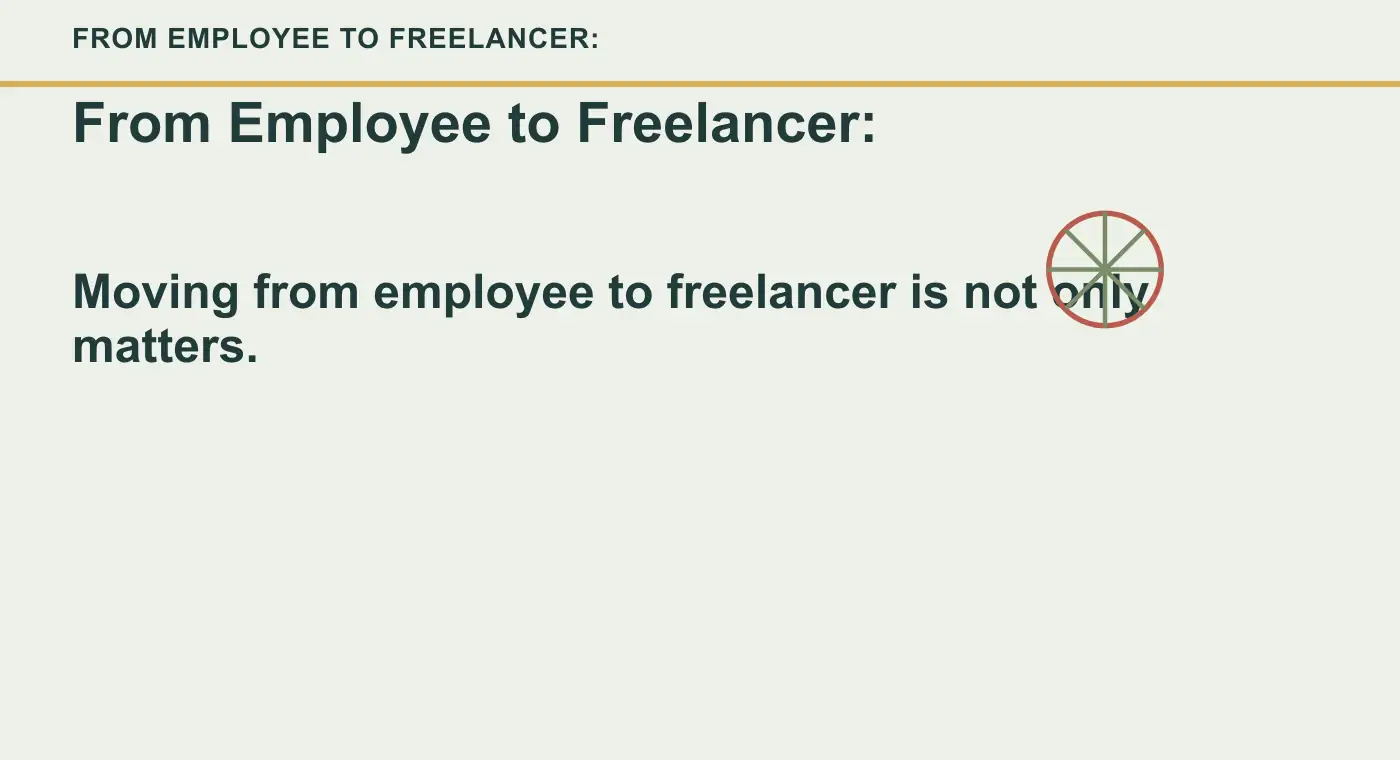 FROM EMPLOYEE TO FREELANCER:
From Employee to Freelancer:
Moving from employee to freelancer is not only
matters.